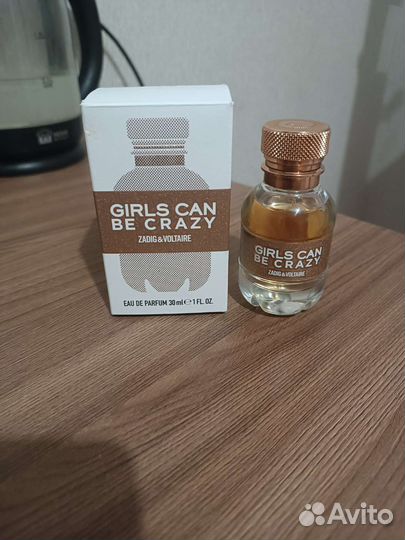 GIRLS CAN
BE CRAZY
ZADIG&VOLTAIRE
EAU DE PARFUM 30 ml ℮ 1 FL. OZ.
GIRLS CAN
BE CRAZY
ZADIG&VOLTAIRE
Avito